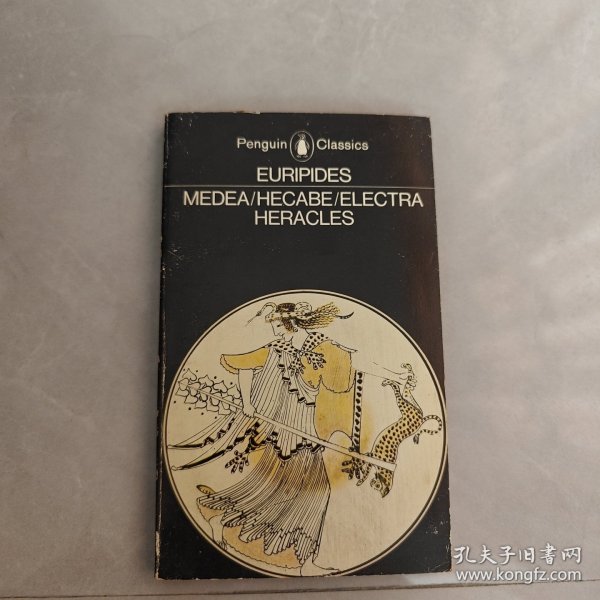 Penguin Classics
EURIPIDES
MEDEA/HECABE/ELECTRA
HERACLES
孔夫子旧书网
www.kongfz.com